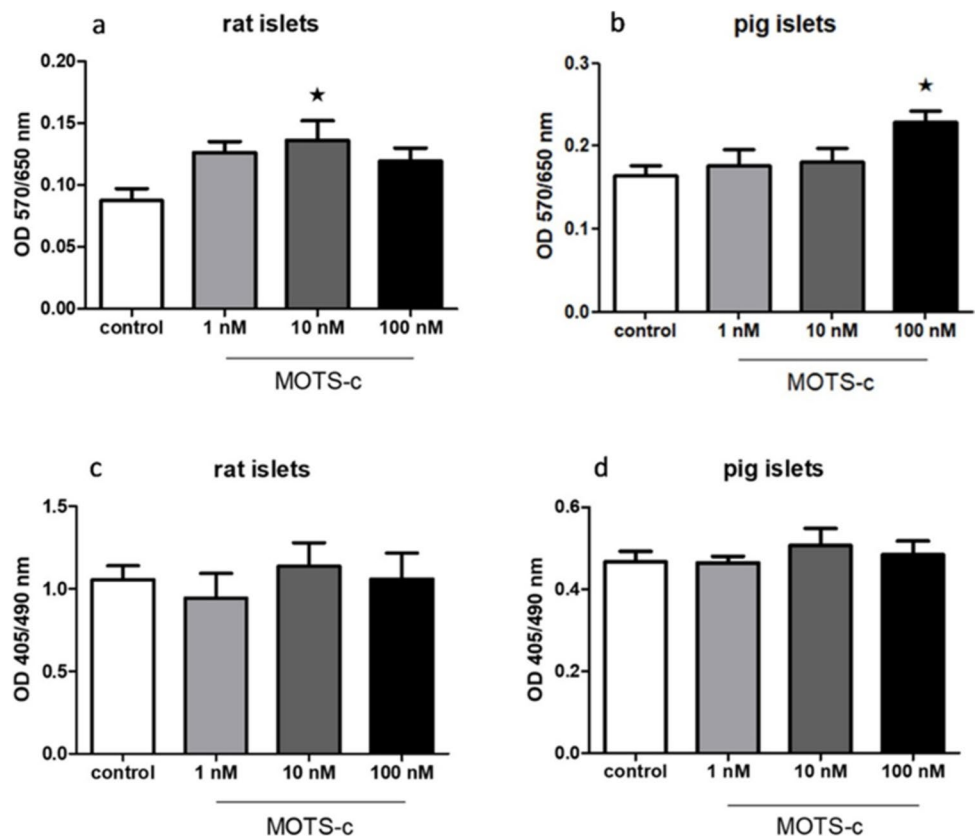 a
rat islets
OD 570/650 nm
0.20
0.15
0.10
0.05
0.00
★
control 1 nM 10 nM 100 nM
MOTS-c
b
pig islets
OD 570/650 nm
0.3
0.2
0.1
0.0
★
control 1 nM 10 nM 100 nM
MOTS-c
c
rat islets
OD 405/490 nm
1.5
1.0
0.5
0.0
control 1 nM 10 nM 100 nM
MOTS-c
d
pig islets
OD 405/490 nm
0.6
0.4
0.2
0.0
control 1 nM 10 nM 100 nM
MOTS-c